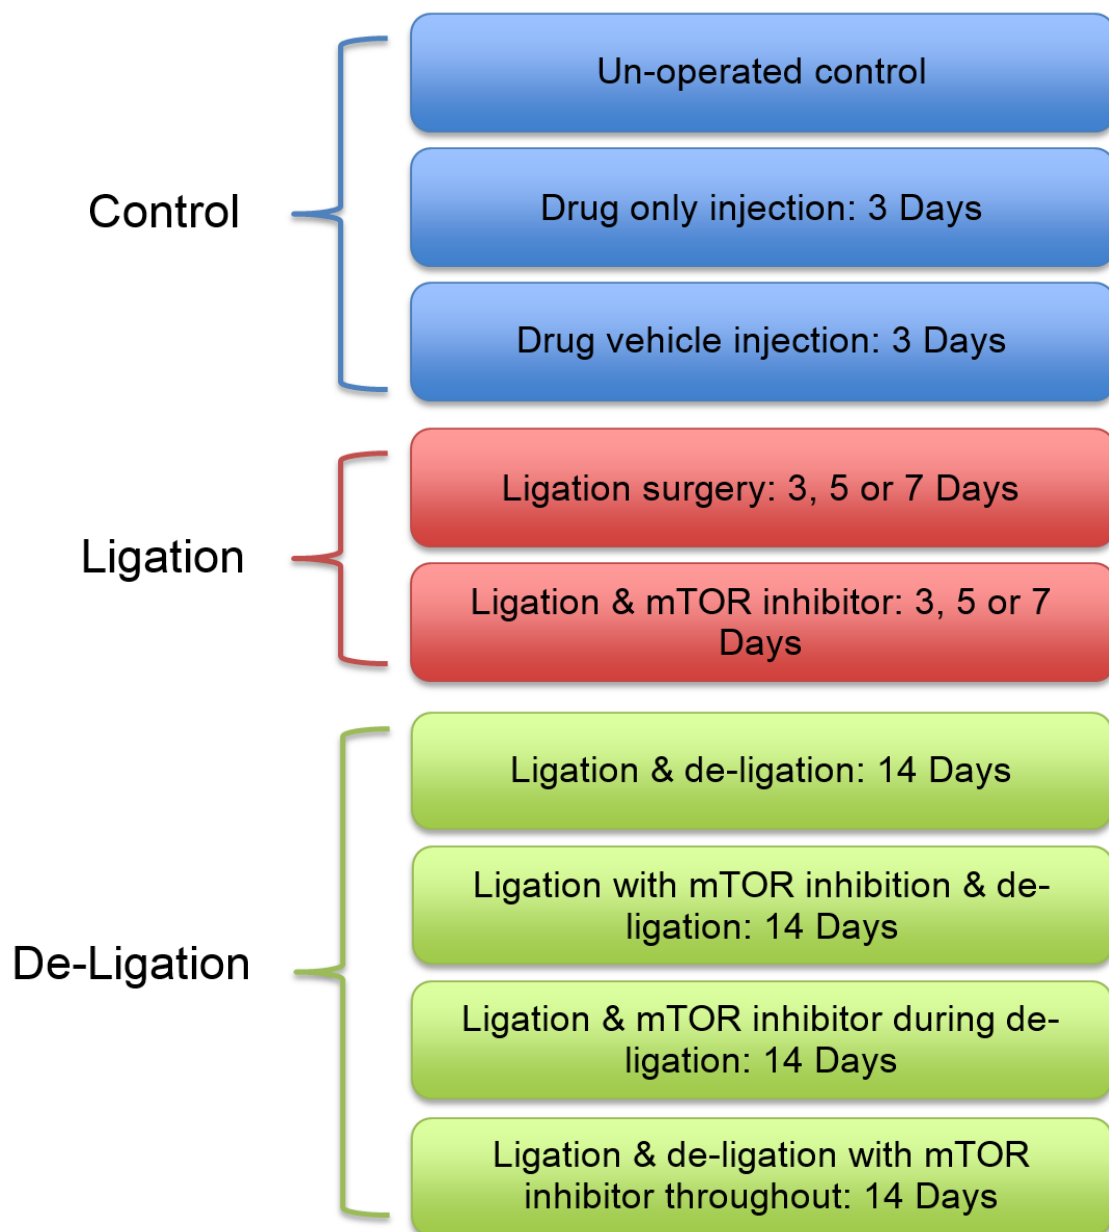 Control
Un-operated control
Drug only injection: 3 Days
Drug vehicle injection: 3 Days
Ligation
Ligation surgery: 3, 5 or 7 Days
Ligation & mTOR inhibitor: 3, 5 or 7
Days
De-Ligation
Ligation & de-ligation: 14 Days
Ligation with mTOR inhibition & de-
ligation: 14 Days
Ligation & mTOR inhibitor during de-
ligation: 14 Days
Ligation & de-ligation with mTOR
inhibitor throughout: 14 Days